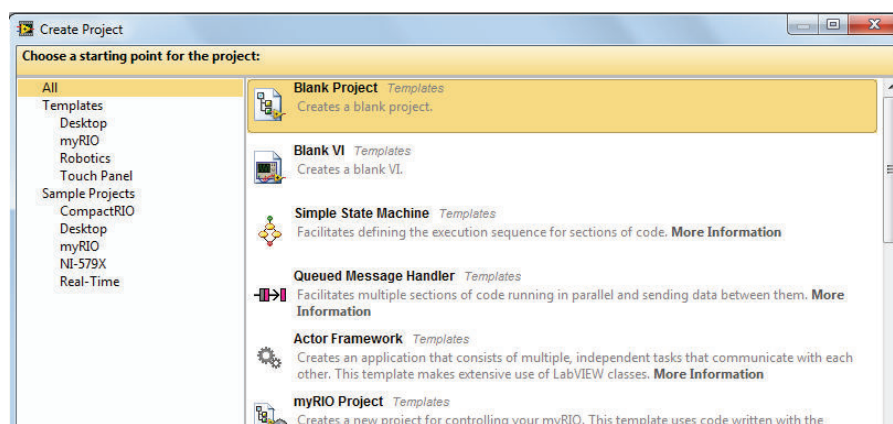 Create Project
Choose a starting point for the project:
All
Templates
Desktop
myRIO
Robotics
Touch Panel
Sample Projects
CompactRIO
Desktop
myRIO
NI-579X
Real-Time
Blank Project Templates
Creates a blank project.
Blank VI Templates
Creates a blank VI.
Simple State Machine Templates
Facilitates defining the execution sequence for sections of code. More Information
Queued Message Handler Templates
Facilitates multiple sections of code running in parallel and sending data between them. More
Information
Actor Framework Templates
Creates an application that consists of multiple, independent tasks that communicate with each
other. This template makes extensive use of LabVIEW classes. More Information
myRIO Project Templates
Creates a new project for controlling your myRIO. This template uses code written with the